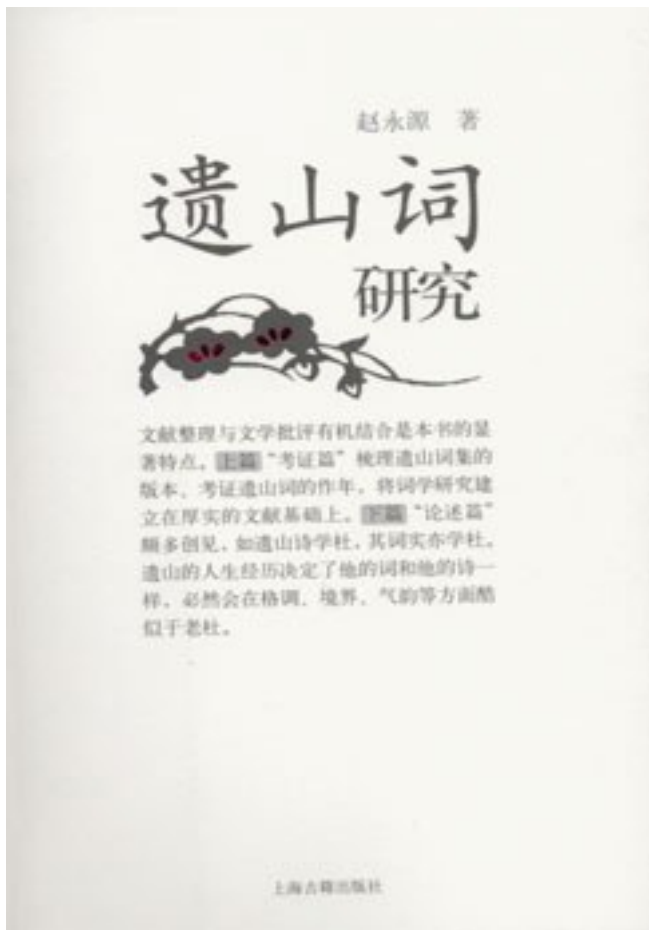 赵永源 著
遗山词
研究
文献整理与文学批评有机结合是本书的显
著特点。上篇“考证篇”梳理遗山词集的
版本、考证遗山词的作年，将词学研究建
立在厚实的文献基础上。下篇“论述篇”
颇多创见，如遗山诗学杜，其词实亦学杜。
遗山的人生经历决定了他的词和他的诗一
样，必然会在格调、境界、气韵等方面酷
似于老杜。
上海古籍出版社